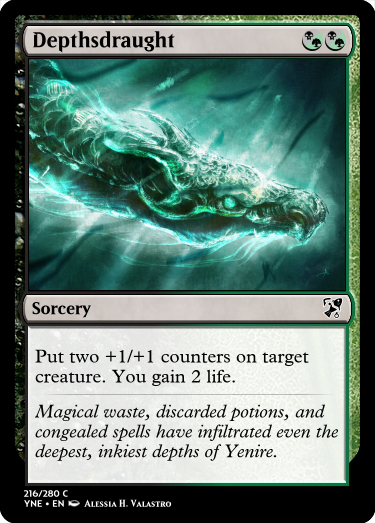 Depthsdraught
Sorcery
Put two +1/+1 counters on target
creature. You gain 2 life.
Magical waste, discarded potions, and
congealed spells have infiltrated even the
deepest, inkiest depths of Yenire.
216/280 C
YNE • EN Alessia H. Valastro